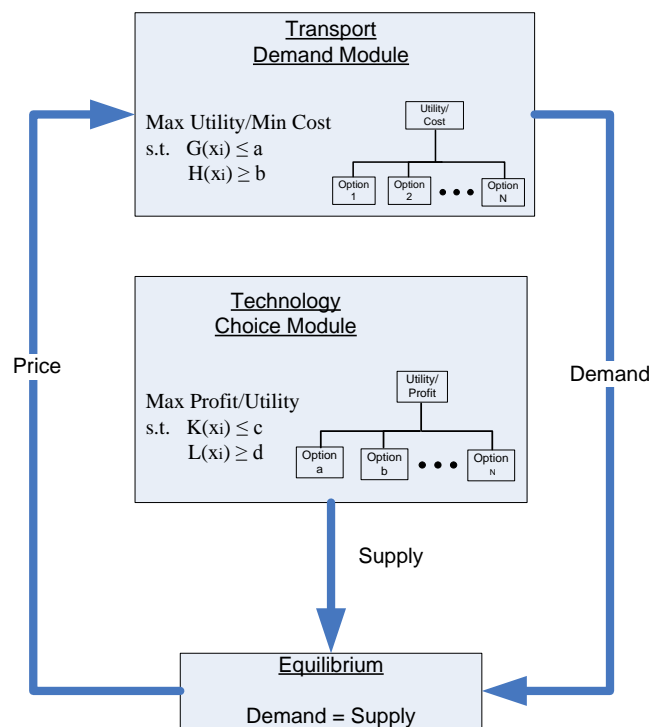 Transport
Demand Module
Max Utility/Min Cost
s.t. G(xi) ≤ a
H(xi) ≥ b
Utility/
Cost
Option
1
Option
2
Option
N
Technology
Choice Module
Max Profit/Utility
s.t. K(xi) ≤ c
L(xi) ≥ d
Utility/
Profit
Option
a
Option
b
Option
N
Price
Demand
Supply
Equilibrium
Demand = Supply